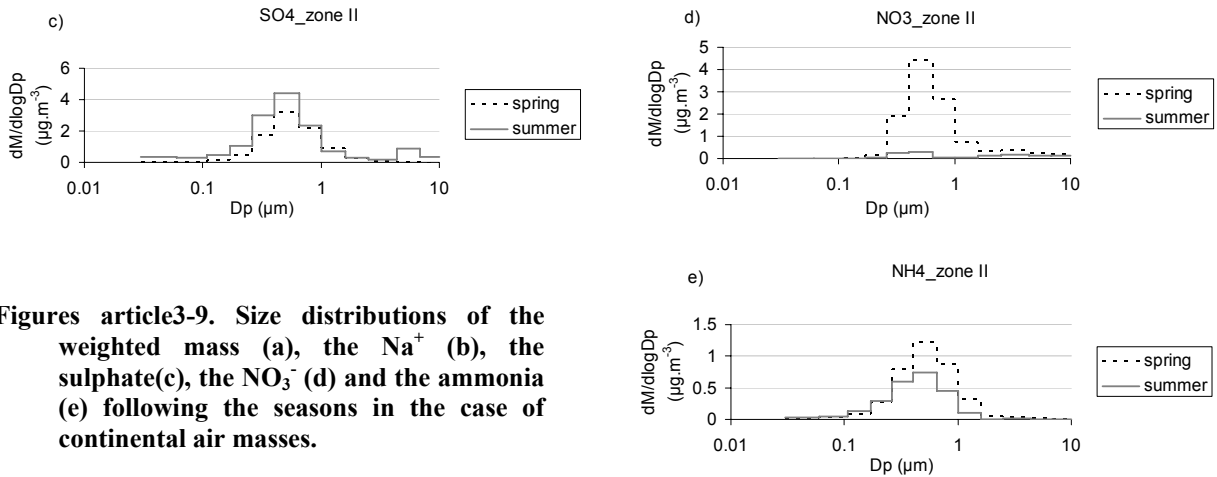 c)
SO4_zone II
6
4
2
0
dM/dlogDp
(µg.m⁻³)
0.01 0.1 1 10
Dp (µm)
spring
summer
d)
NO3_zone II
5
4
3
2
1
0
dM/dlogDp
(µg.m⁻³)
0.01 0.1 1 10
Dp (µm)
spring
summer
e)
NH4_zone II
1.5
1
0.5
0
dM/dlogDp
(µg.m⁻³)
0.01 0.1 1 10
Dp (µm)
spring
summer
Figures article3-9. Size distributions of the
weighted mass (a), the Na⁺ (b), the
sulphate(c), the NO₃⁻ (d) and the ammonia
(e) following the seasons in the case of
continental air masses.